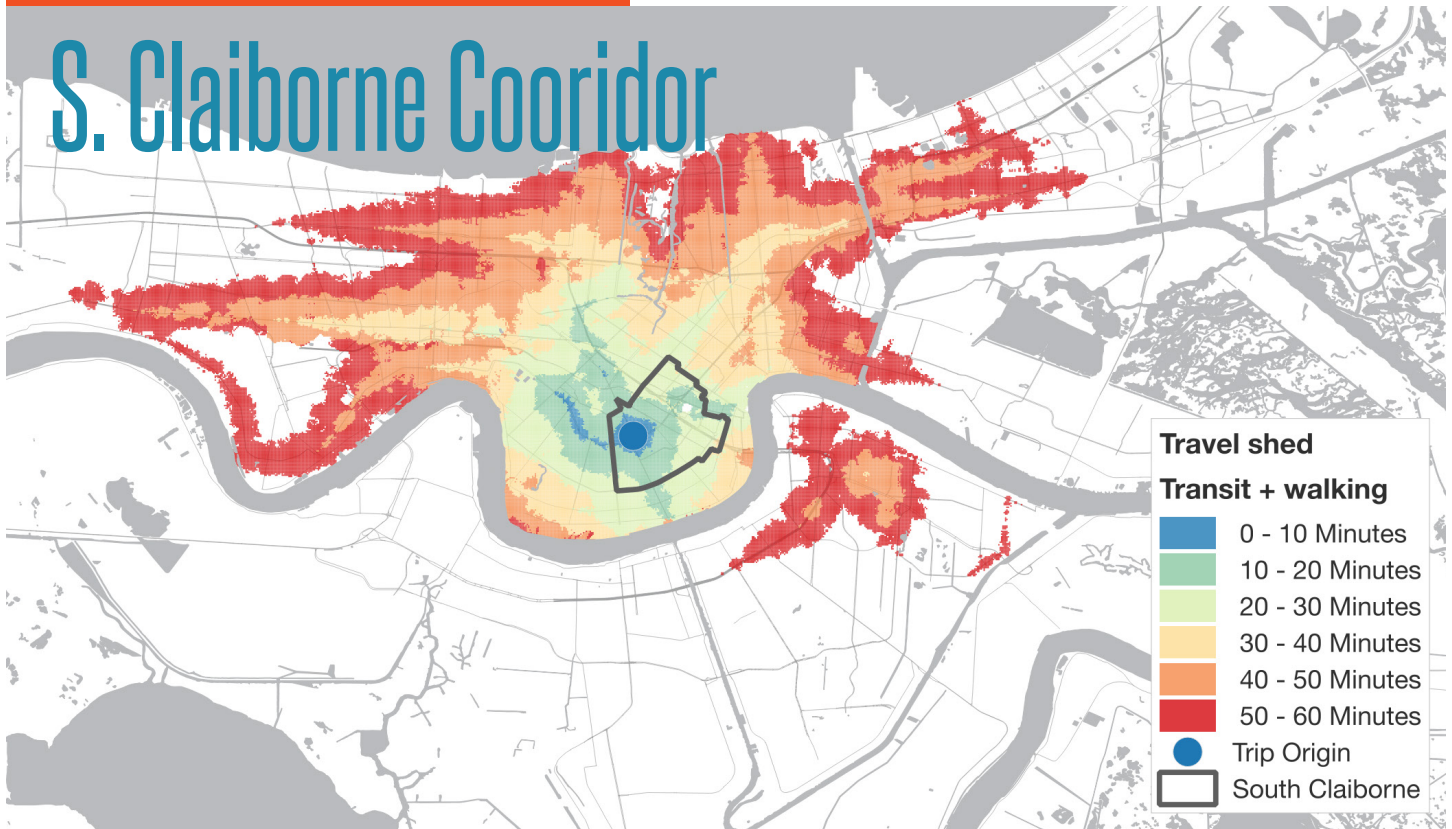 S. Claiborne Cooridor
Travel shed
Transit + walking
0 - 10 Minutes
10 - 20 Minutes
20 - 30 Minutes
30 - 40 Minutes
40 - 50 Minutes
50 - 60 Minutes
Trip Origin
South Claiborne